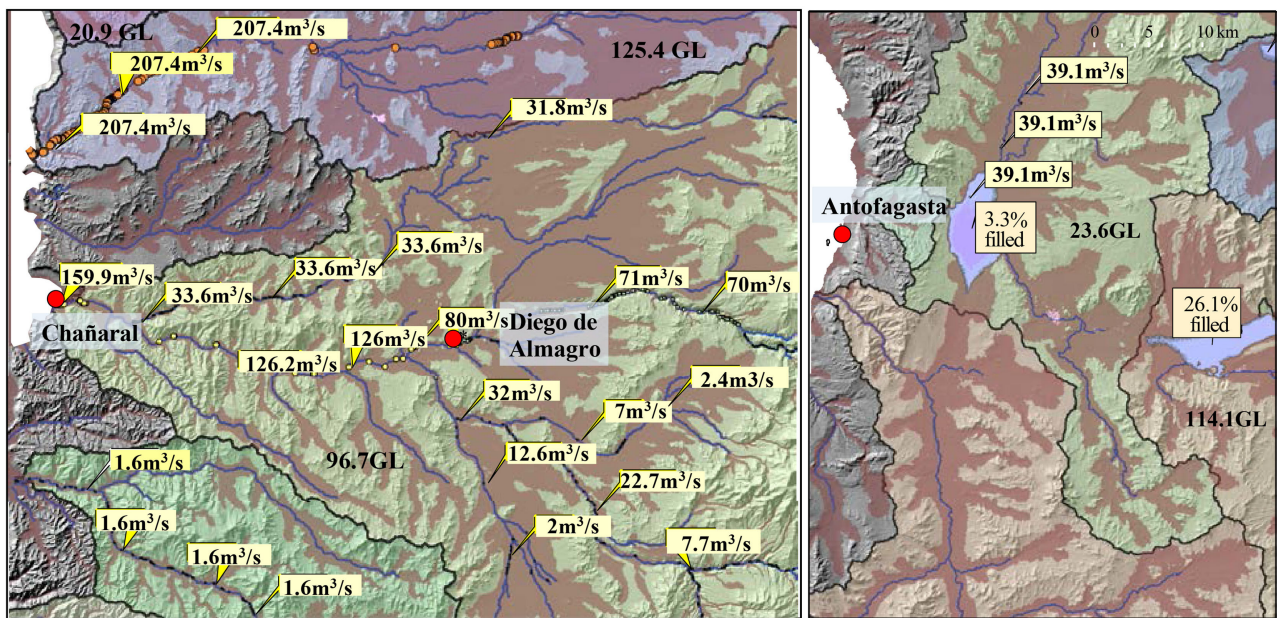 20.9 GL
207.4m³/s
125.4 GL
207.4m³/s
207.4m³/s
31.8m³/s
33.6m³/s
159.9m³/s
33.6m³/s
33.6m³/s
71m³/s
70m³/s
Chañaral
80m³/s
Diego de
Almagro
126m³/s
126.2m³/s
2.4m3/s
32m³/s
7m³/s
96.7GL
12.6m³/s
1.6m³/s
22.7m³/s
1.6m³/s
2m³/s
1.6m³/s
7.7m³/s
1.6m³/s
0 5 10 km
39.1m³/s
39.1m³/s
39.1m³/s
Antofagasta
3.3%
filled
23.6GL
26.1%
filled
114.1GL